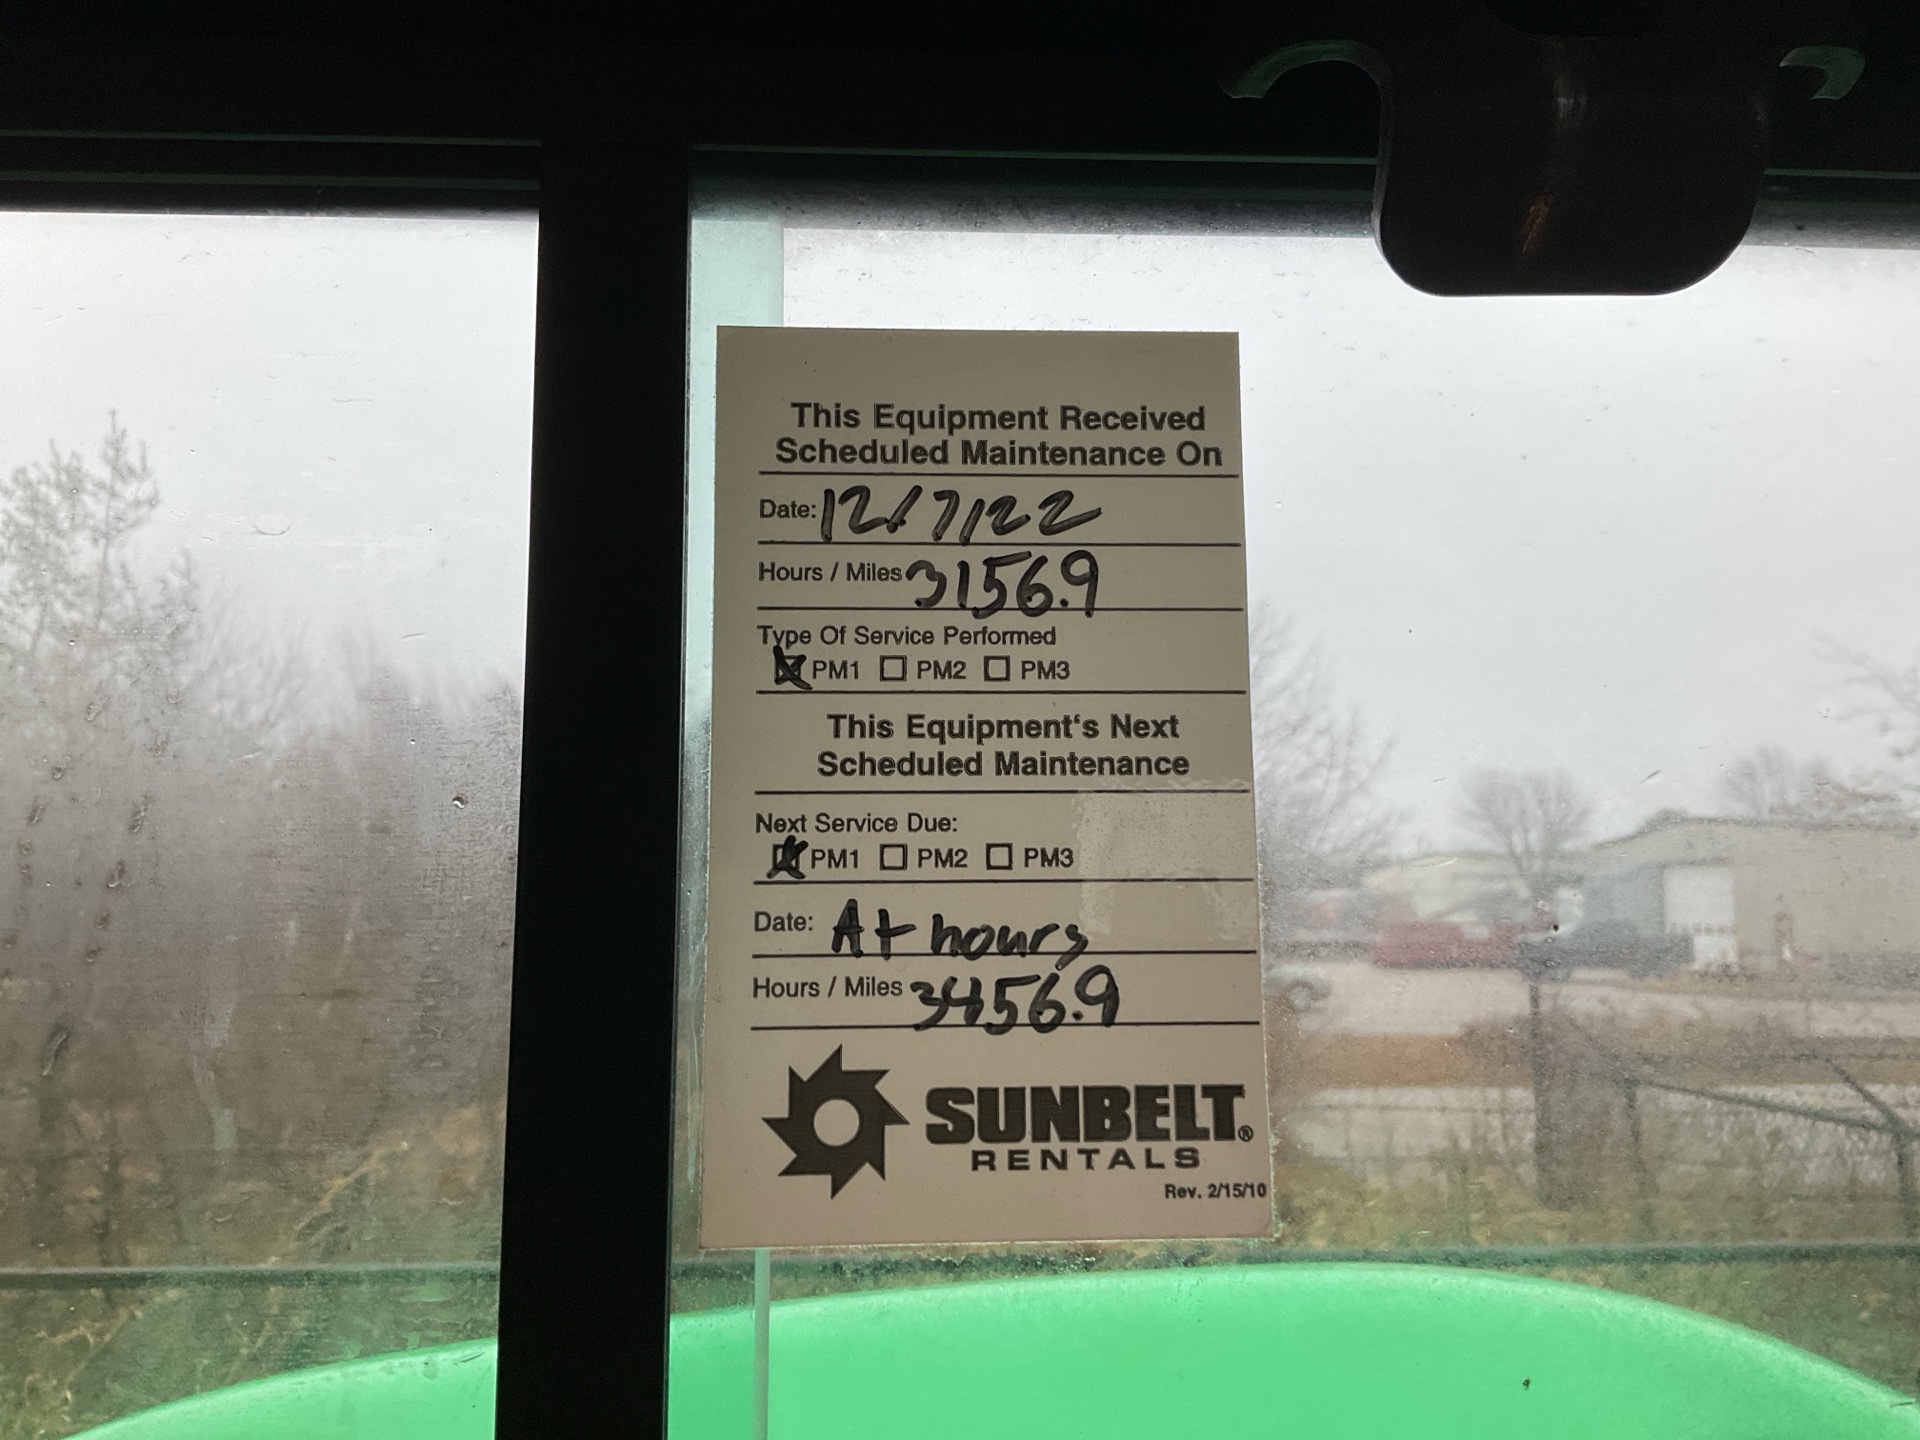 This Equipment Received
Scheduled Maintenance On
Date: 12/7/22
Hours / Miles 3156.9
Type Of Service Performed
PM1 PM2 PM3
This Equipment's Next
Scheduled Maintenance
Next Service Due:
PM1 PM2 PM3
Date: At hours
Hours / Miles 3456.9
SUNBELT®
RENTALS
Rev. 2/15/10